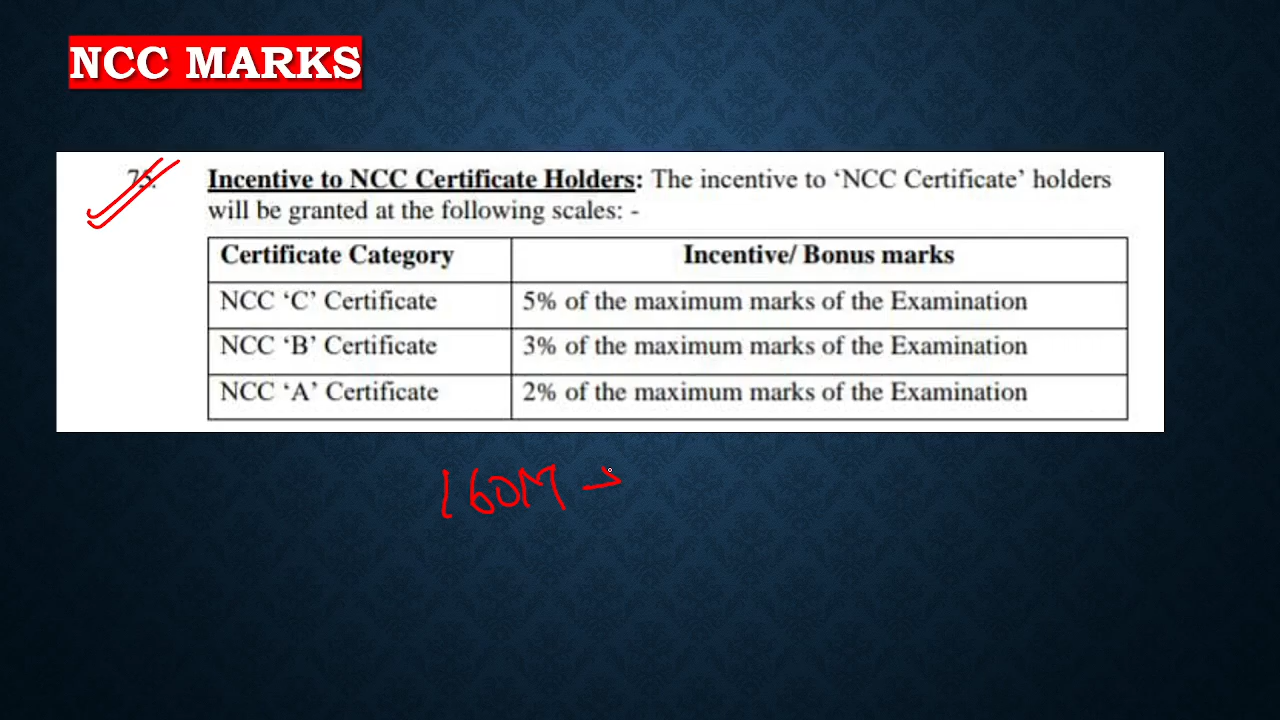 NCC MARKS
75. Incentive to NCC Certificate Holders: The incentive to ‘NCC Certificate’ holders
will be granted at the following scales: -
Certificate Category Incentive/ Bonus marks
NCC ‘C’ Certificate 5% of the maximum marks of the Examination
NCC ‘B’ Certificate 3% of the maximum marks of the Examination
NCC ‘A’ Certificate 2% of the maximum marks of the Examination
160M →